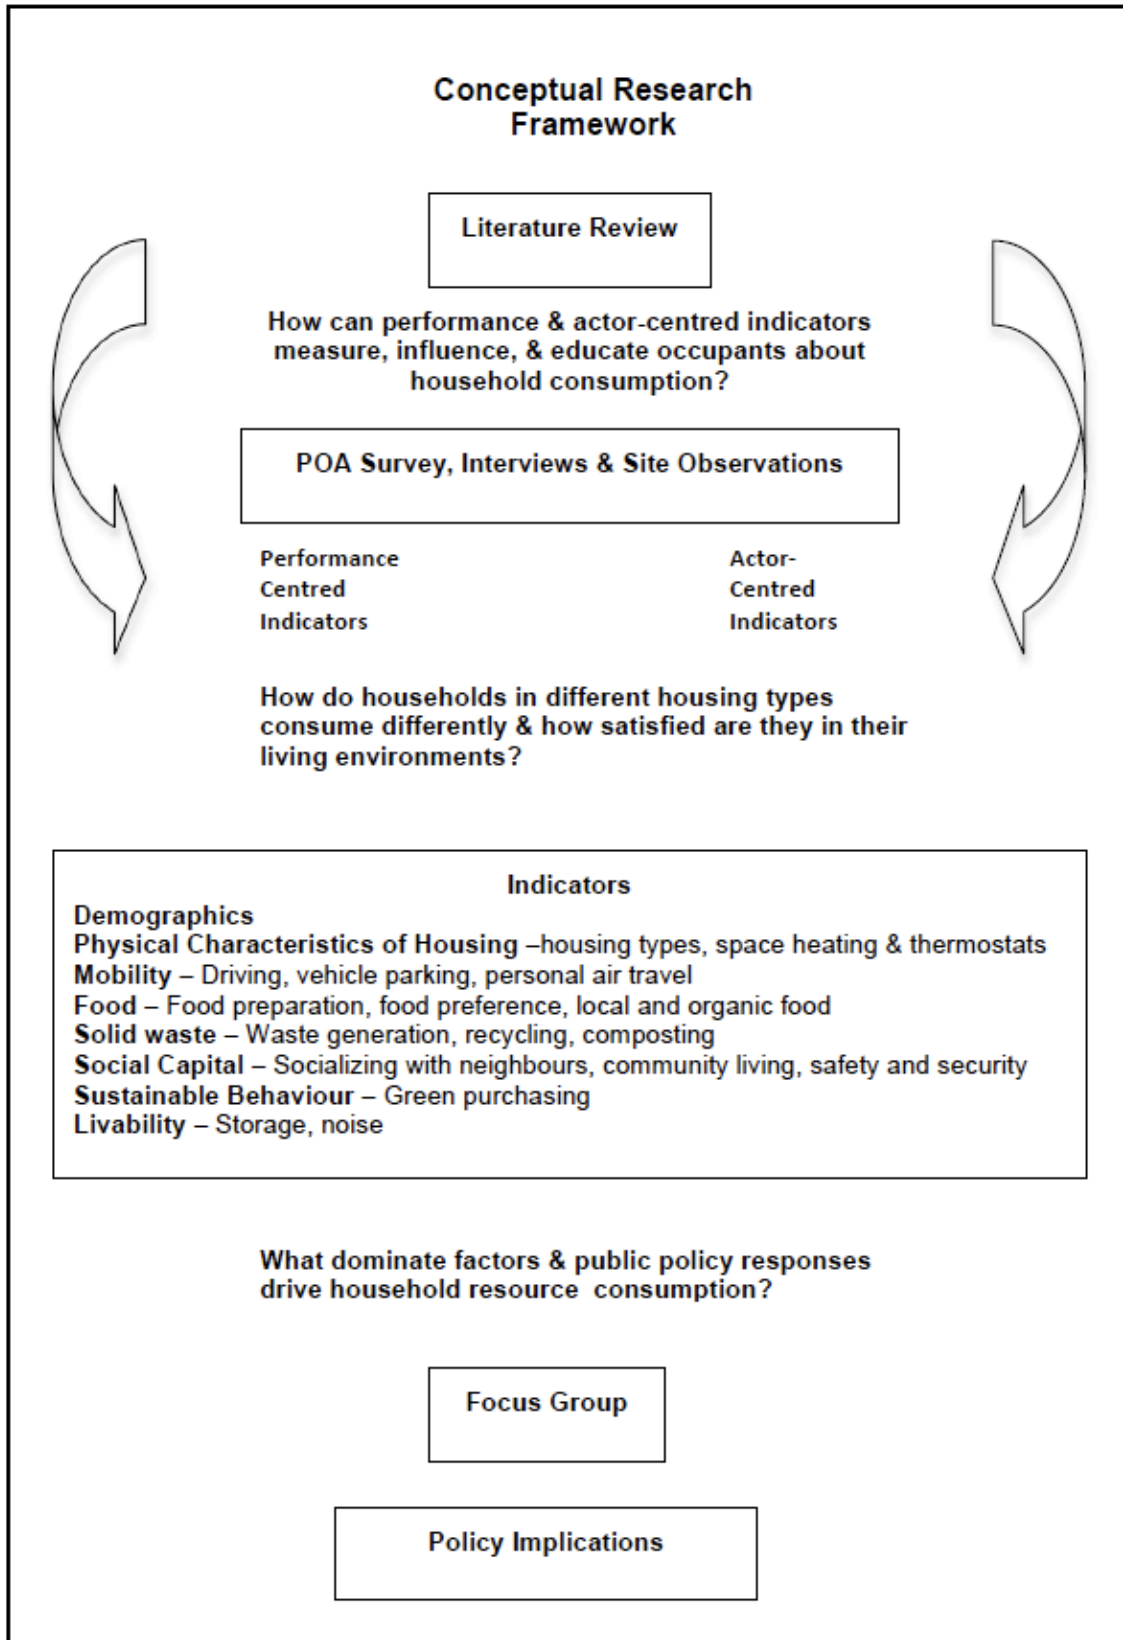 Conceptual Research
Framework
Literature Review
How can performance & actor-centred indicators
measure, influence, & educate occupants about
household consumption?
POA Survey, Interviews & Site Observations
Performance
Centred
Indicators
Actor-
Centred
Indicators
How do households in different housing types
consume differently & how satisfied are they in their
living environments?
Indicators
Demographics
Physical Characteristics of Housing –housing types, space heating & thermostats
Mobility – Driving, vehicle parking, personal air travel
Food – Food preparation, food preference, local and organic food
Solid waste – Waste generation, recycling, composting
Social Capital – Socializing with neighbours, community living, safety and security
Sustainable Behaviour – Green purchasing
Livability – Storage, noise
What dominate factors & public policy responses
drive household resource consumption?
Focus Group
Policy Implications